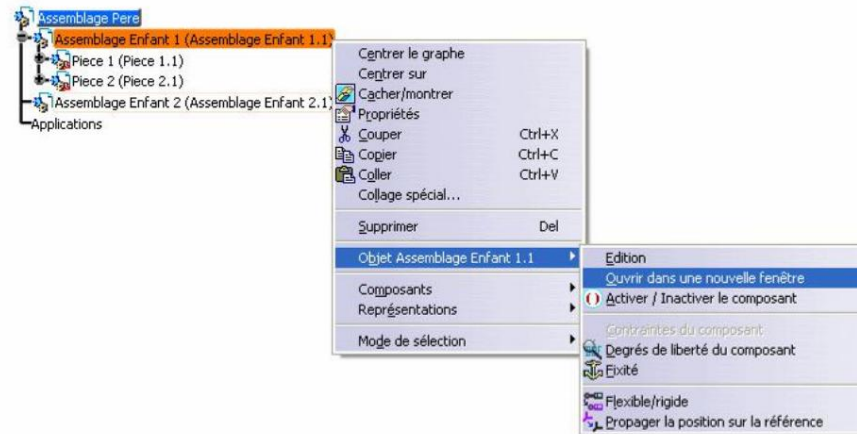 Assemblage Pere
Assemblage Enfant 1 (Assemblage Enfant 1.1)
Piece 1 (Piece 1.1)
Piece 2 (Piece 2.1)
Assemblage Enfant 2 (Assemblage Enfant 2.1)
Applications
Centrer le graphe
Centrer sur
Cacher/montrer
Propriétés
Couper Ctrl+X
Copier Ctrl+C
Coller Ctrl+V
Collage spécial...
Supprimer Del
Objet Assemblage Enfant 1.1
Composants
Représentations
Mode de sélection
Edition
Ouvrir dans une nouvelle fenêtre
Activer / Inactiver le composant
Contraintes du composant
Degrés de liberté du composant
Fixité
Flexible/rigide
Propager la position sur la référence